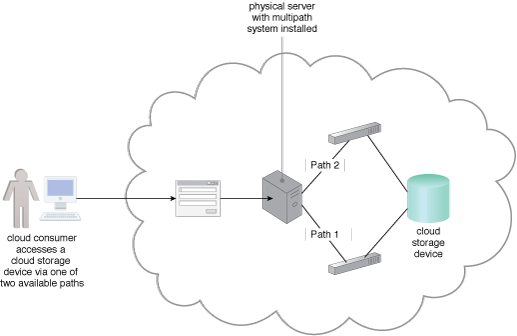 physical server
with multipath
system installed
Path 2
Path 1
cloud
storage
device
cloud consumer
accesses a
cloud storage
device via one of
two available paths